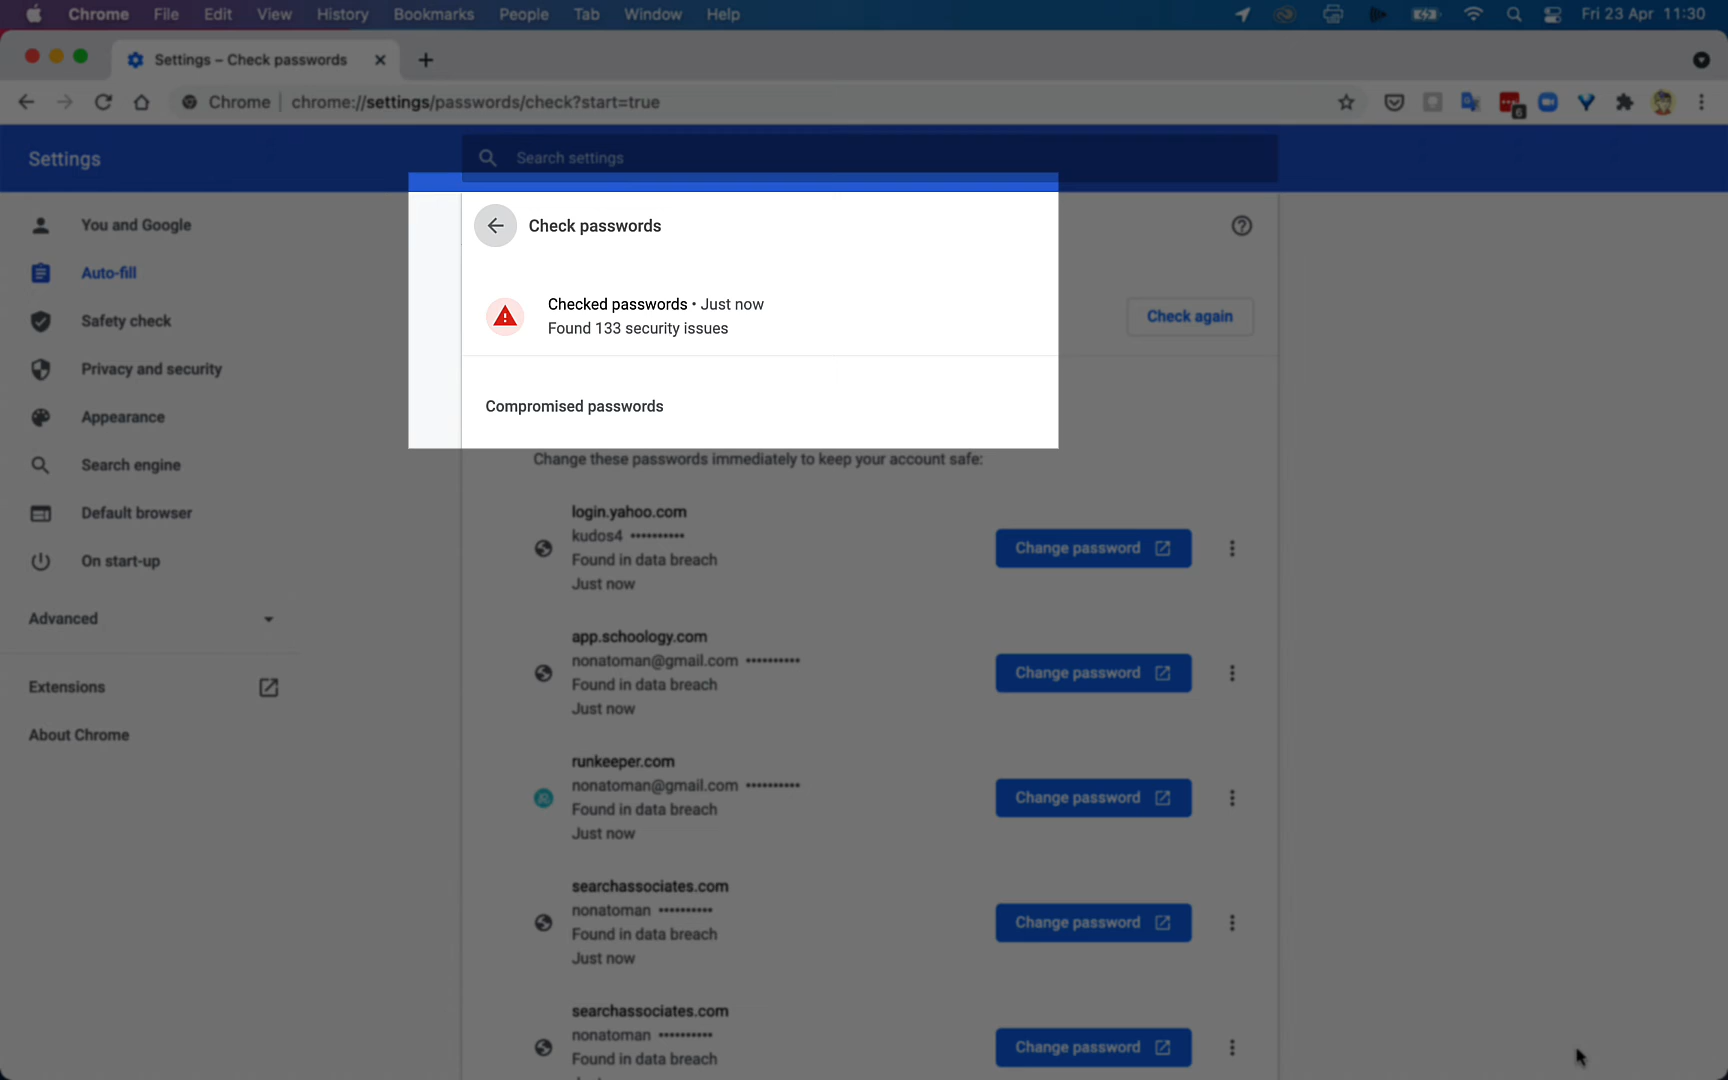 Chrome File Edit View History Bookmarks People Tab Window Help Fri 23 Apr 11:30
Settings – Check passwords
Chrome chrome://settings/passwords/check?start=true
6
Settings
Search settings
You and Google
Auto-fill
Safety check
Privacy and security
Appearance
Search engine
Default browser
On start-up
Advanced
Extensions
About Chrome
Check passwords
Checked passwords • Just now
Found 133 security issues
Check again
Compromised passwords
Change these passwords immediately to keep your account safe:
login.yahoo.com
kudos4 ••••••••••
Found in data breach
Just now
Change password
app.schoology.com
nonatoman@gmail.com ••••••••••
Found in data breach
Just now
Change password
runkeeper.com
nonatoman@gmail.com ••••••••••
Found in data breach
Just now
Change password
searchassociates.com
nonatoman ••••••••••
Found in data breach
Just now
Change password
searchassociates.com
nonatoman ••••••••••
Found in data breach
Change password